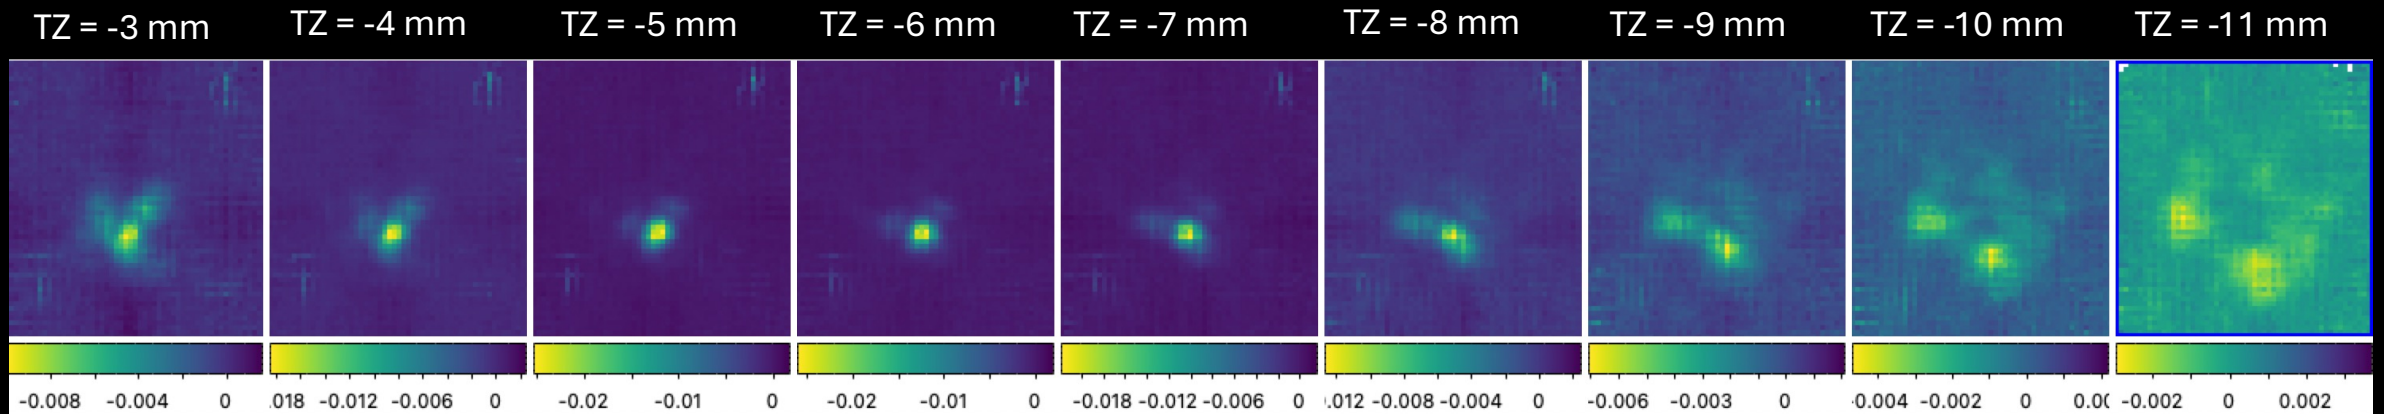 TZ = -3 mm
TZ = -4 mm
TZ = -5 mm
TZ = -6 mm
TZ = -7 mm
TZ = -8 mm
TZ = -9 mm
TZ = -10 mm
TZ = -11 mm
-0.008 -0.004 0
.018 -0.012 -0.006 0
-0.02 -0.01 0
-0.02 -0.01 0
-0.018 -0.012 -0.006 0
.012 -0.008 -0.004 0
-0.006 -0.003 0
.004 -0.002 0 0.00
-0.002 0 0.002